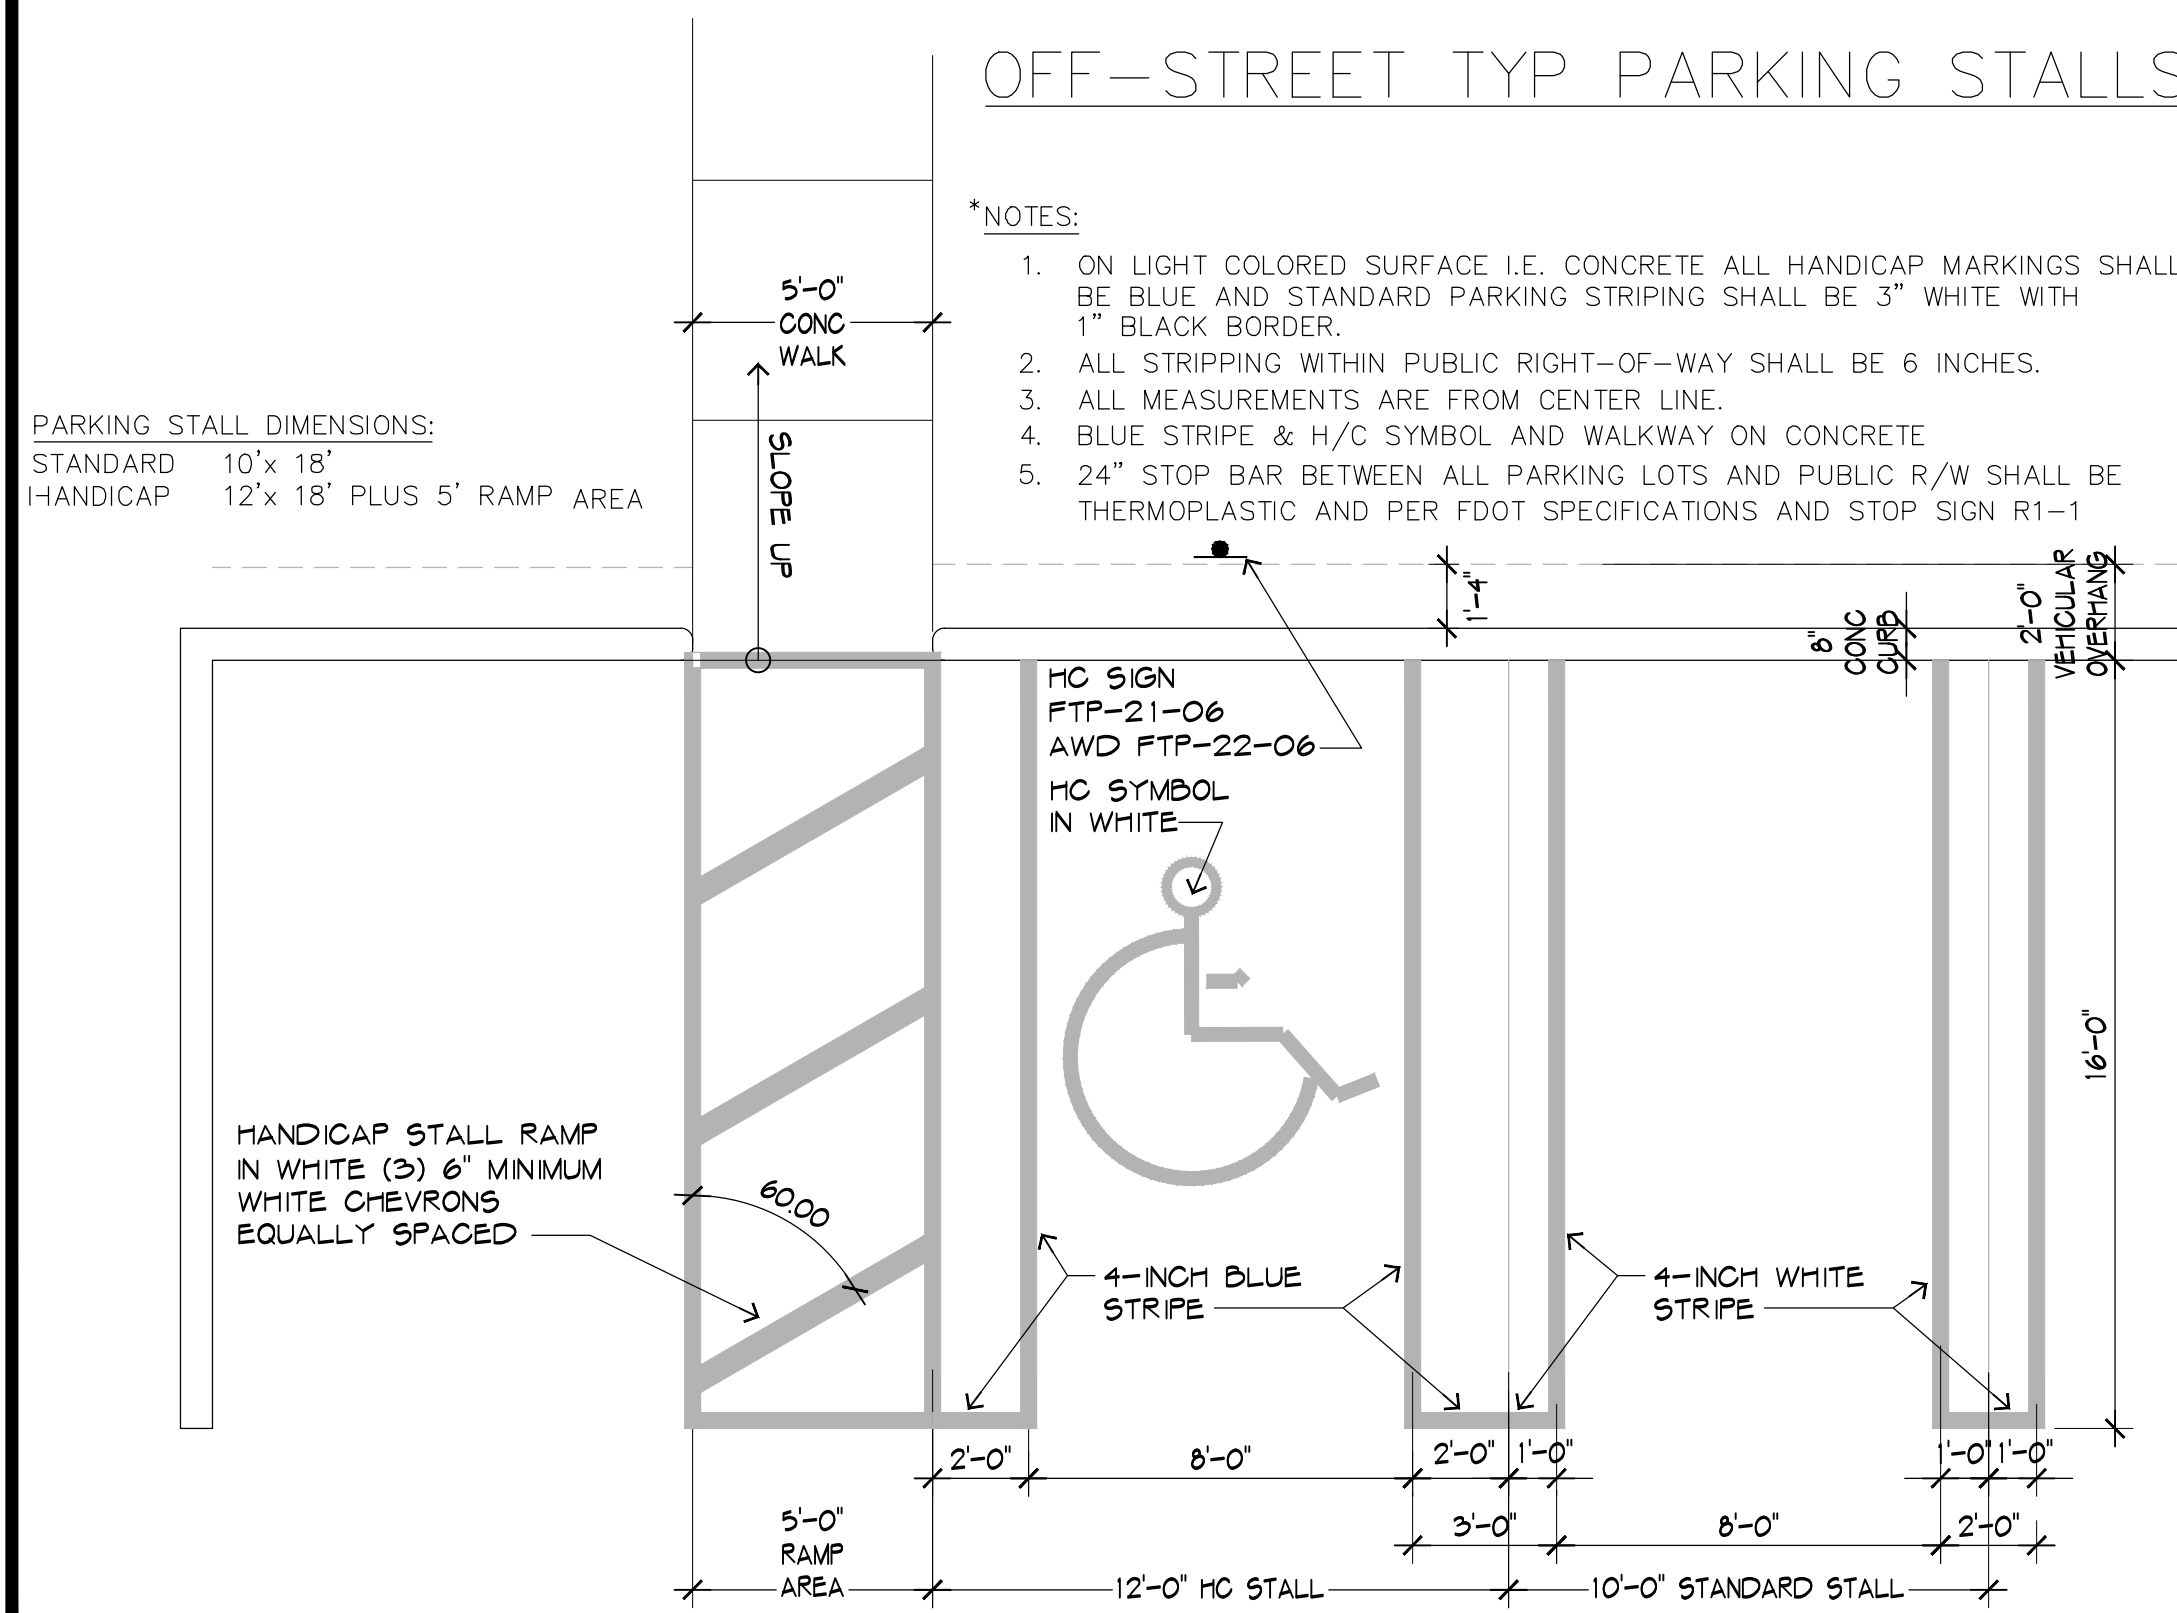 OFF-STREET TYP PARKING STALLS
*NOTES:
1. ON LIGHT COLORED SURFACE I.E. CONCRETE ALL HANDICAP MARKINGS SHALL
BE BLUE AND STANDARD PARKING STRIPING SHALL BE 3" WHITE WITH
1" BLACK BORDER.
2. ALL STRIPPING WITHIN PUBLIC RIGHT-OF-WAY SHALL BE 6 INCHES.
3. ALL MEASUREMENTS ARE FROM CENTER LINE.
4. BLUE STRIPE & H/C SYMBOL AND WALKWAY ON CONCRETE
5. 24" STOP BAR BETWEEN ALL PARKING LOTS AND PUBLIC R/W SHALL BE
THERMOPLASTIC AND PER FDOT SPECIFICATIONS AND STOP SIGN R1-1
5'-0"
CONC
WALK
SLOPE UP
PARKING STALL DIMENSIONS:
STANDARD 10'x 18'
HANDICAP 12'x 18' PLUS 5' RAMP AREA
1'-4"
8"
CONC
CURB
2'-0"
VEHICULAR
OVERHANG
HC SIGN
FTP-21-06
AWD FTP-22-06
HC SYMBOL
IN WHITE
16'-0"
HANDICAP STALL RAMP
IN WHITE (3) 6" MINIMUM
WHITE CHEVRONS
EQUALLY SPACED
60.00
4-INCH BLUE
STRIPE
4-INCH WHITE
STRIPE
2'-0" 8'-0" 2'-0" 1'-0" 1'-0" 1'-0"
3'-0" 8'-0" 2'-0"
5'-0"
RAMP
AREA
12'-0" HC STALL
10'-0" STANDARD STALL